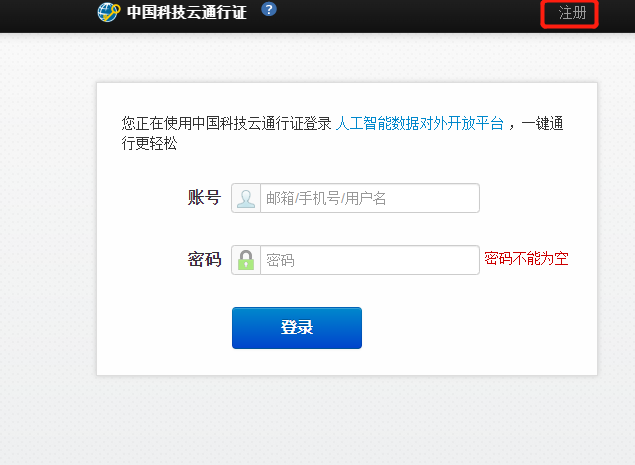 中国科技云通行证 ?
注册
您正在使用中国科技云通行证登录 人工智能数据对外开放平台 ，一键通
行更轻松
账号 邮箱/手机号/用户名
密码 密码 密码不能为空
登录